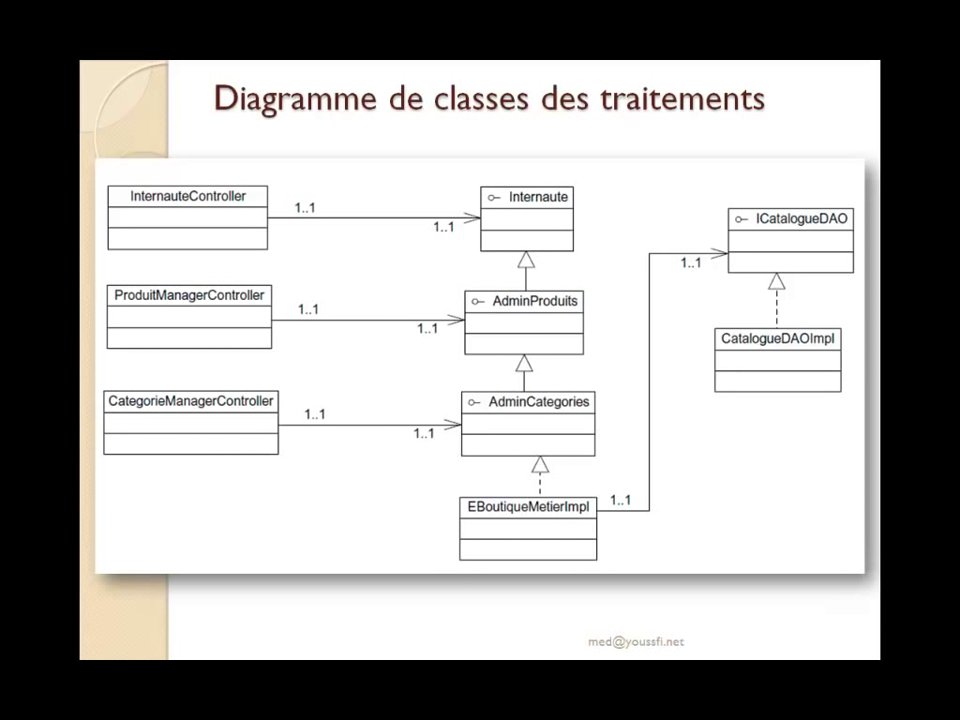 Diagramme de classes des traitements
InternauteController
1..1
1..1
Internaute
ICatalogueDAO
1..1
ProduitManagerController
1..1
1..1
AdminProduits
CatalogueDAOImpl
CategorieManagerController
1..1
1..1
AdminCategories
EBoutiqueMetierImpl
1..1
med@youssfi.net